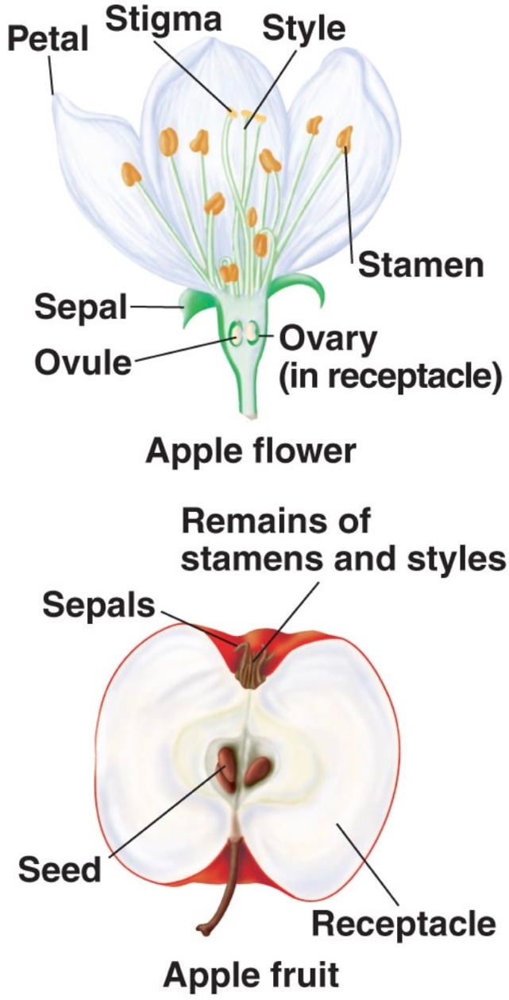 Petal
Stigma
Style
Stamen
Sepal
Ovule
Ovary
(in receptacle)
Apple flower
Remains of
stamens and styles
Sepals
Seed
Receptacle
Apple fruit